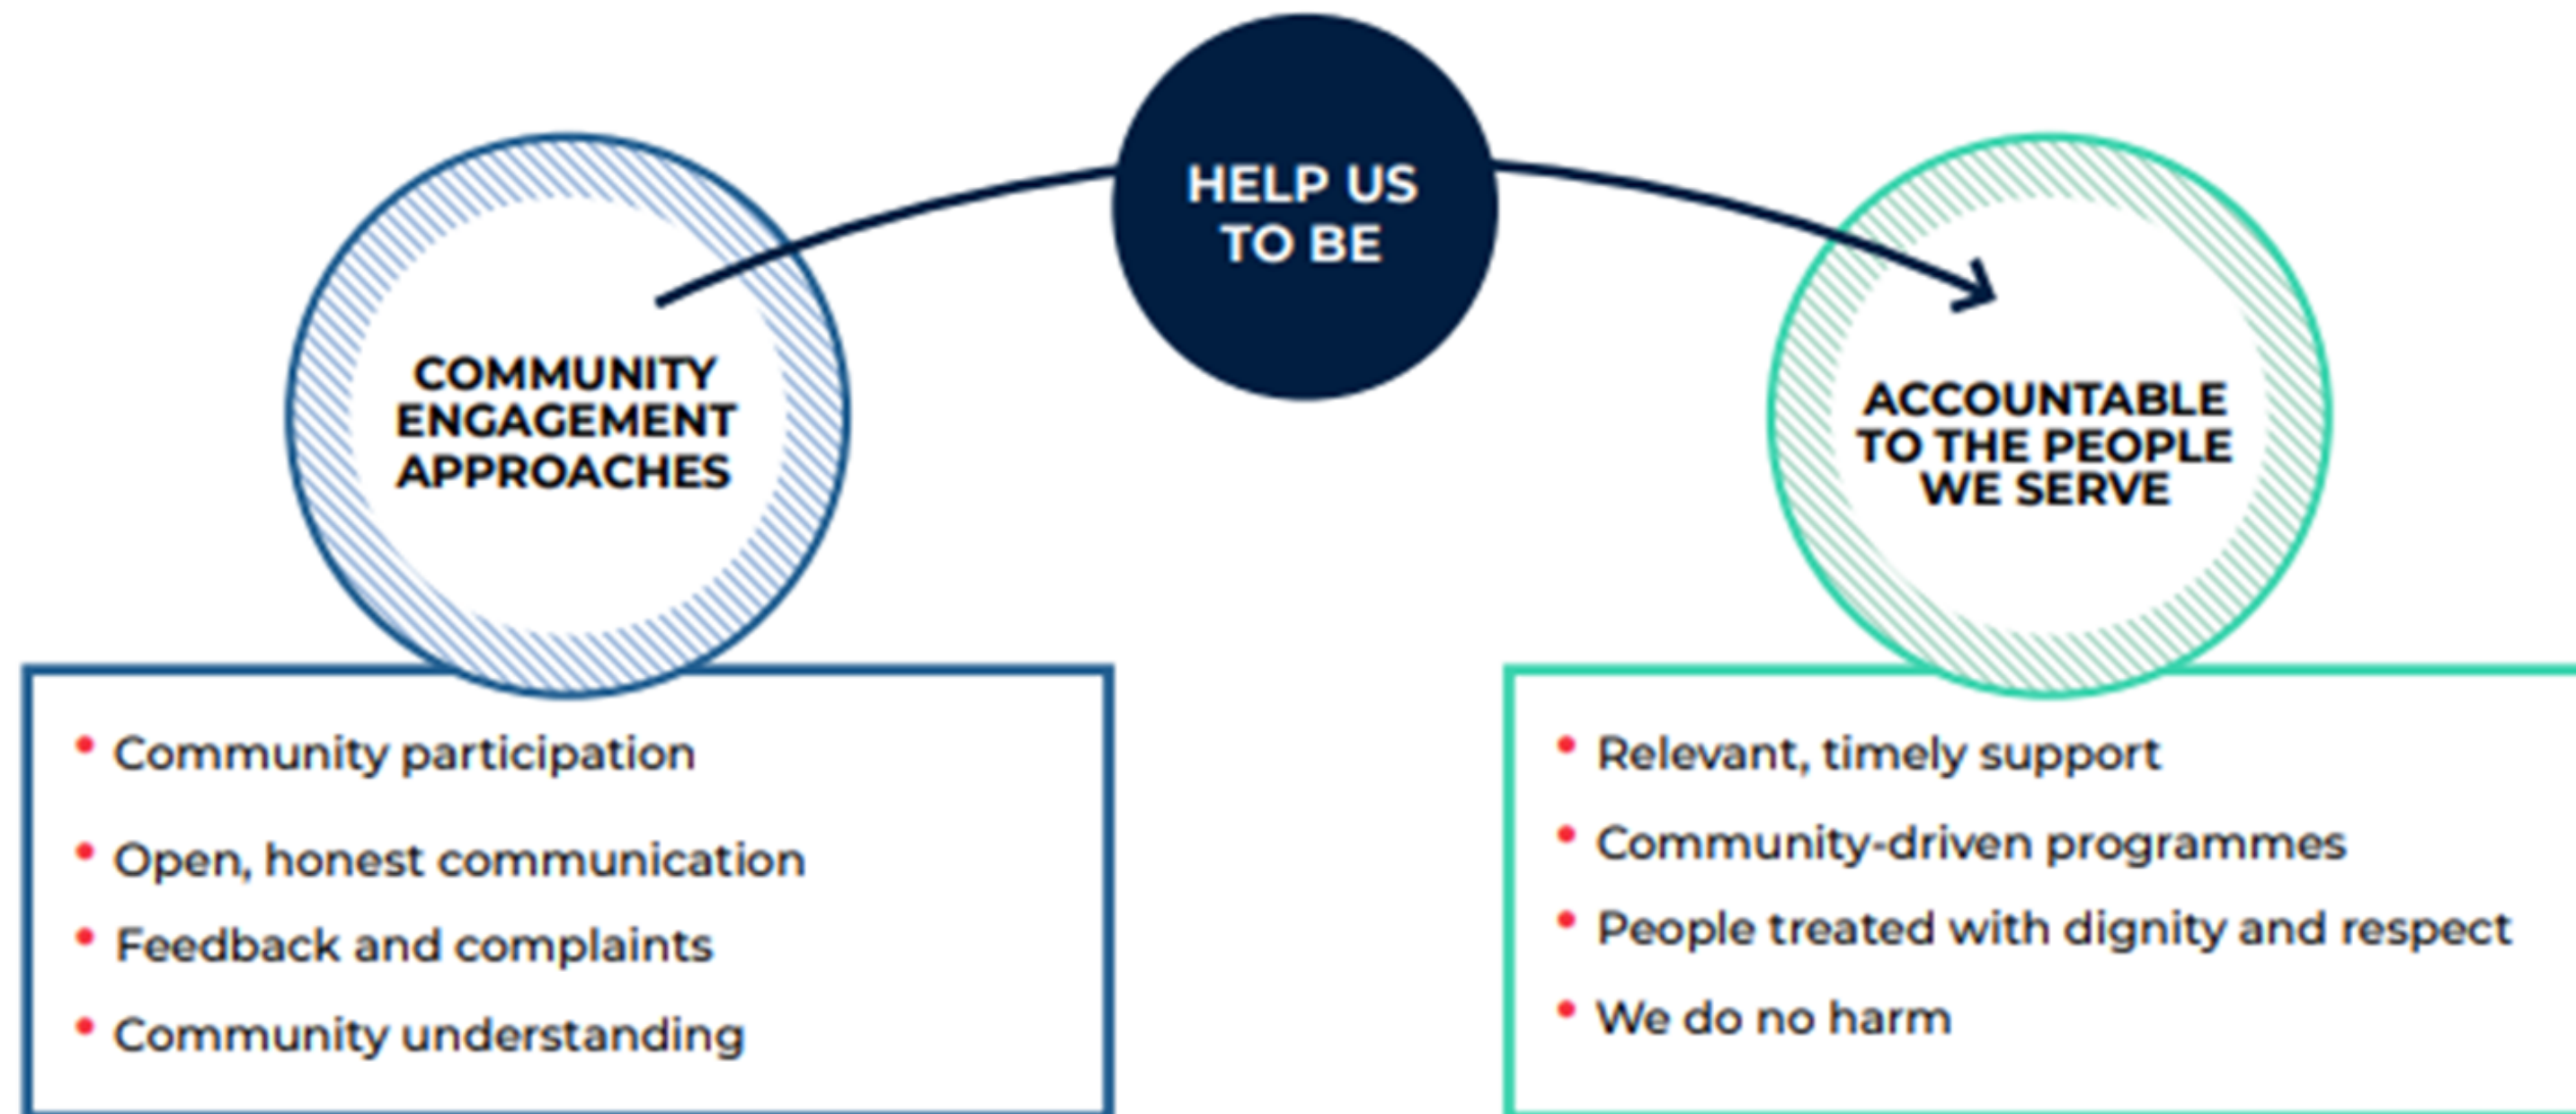 HELP US
TO BE
COMMUNITY
ENGAGEMENT
APPROACHES
ACCOUNTABLE
TO THE PEOPLE
WE SERVE
• Community participation
• Open, honest communication
• Feedback and complaints
• Community understanding
• Relevant, timely support
• Community-driven programmes
• People treated with dignity and respect
• We do no harm